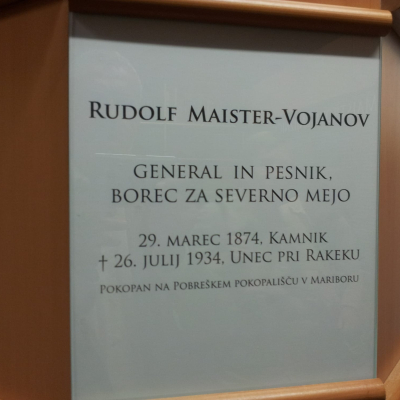 Rudolf Maister-Vojanov
General in pesnik,
borec za severno mejo
29. marec 1874, Kamnik
† 26. julij 1934, Unec pri Rakeku
Pokopan na Pobreškem pokopališču v Mariboru